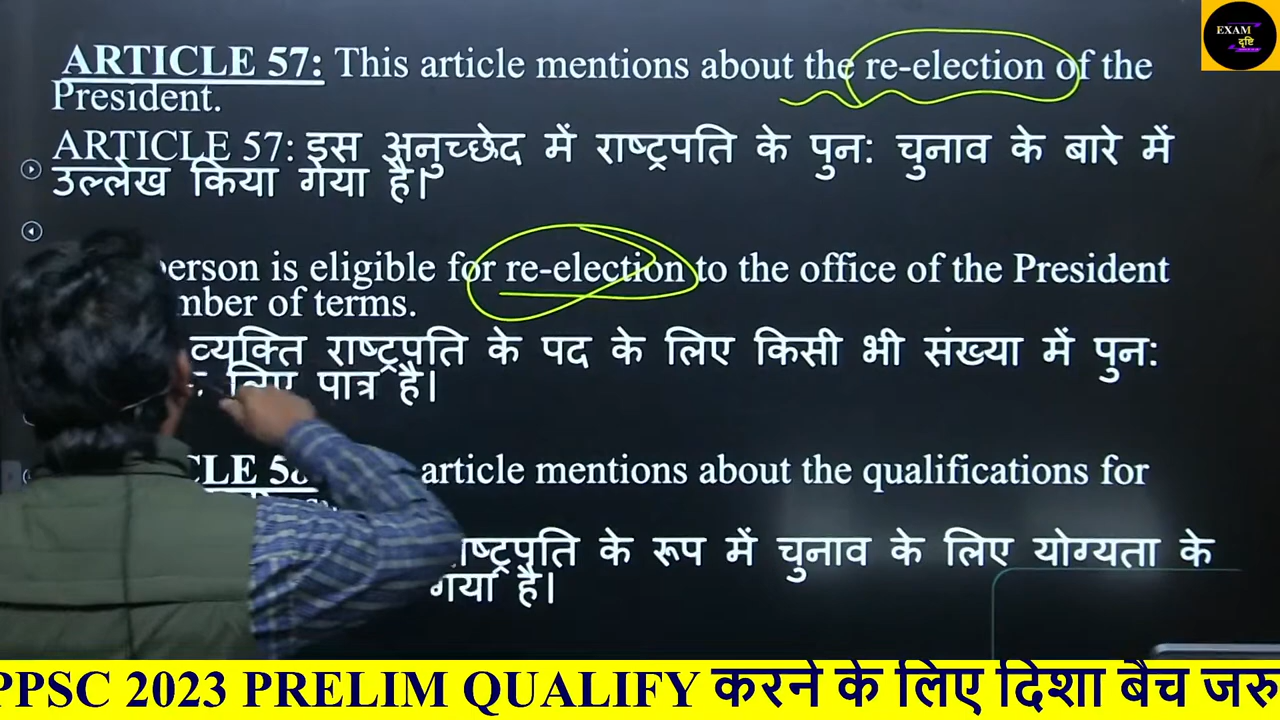 EXAM
दृष्टि
ARTICLE 57: This article mentions about the re-election of the
President.
ARTICLE 57: इस अनुच्छेद में राष्ट्रपति के पुन: चुनाव के बारे में
उल्लेख किया गया है।
person is eligible for re-election to the office of the President
mber of terms.
व्यक्ति राष्ट्रपति के पद के लिए किसी भी संख्या में पुन:
लिए पात्र है।
CLE 58 article mentions about the qualifications for
राष्ट्रपति के रूप में चुनाव के लिए योग्यता के
गया है।
PPSC 2023 PRELIM QUALIFY करने के लिए दिशा बैच जरु